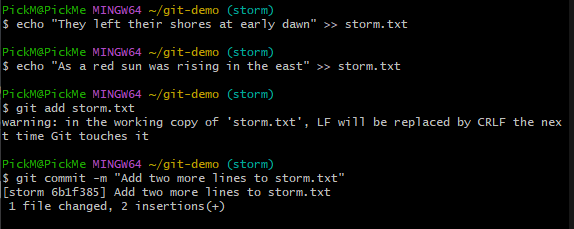 PickM@PickMe MINGW64 ~/git-demo (storm)
$ echo "They left their shores at early dawn" >> storm.txt
PickM@PickMe MINGW64 ~/git-demo (storm)
$ echo "As a red sun was rising in the east" >> storm.txt
PickM@PickMe MINGW64 ~/git-demo (storm)
$ git add storm.txt
warning: in the working copy of 'storm.txt', LF will be replaced by CRLF the nex
t time Git touches it
PickM@PickMe MINGW64 ~/git-demo (storm)
$ git commit -m "Add two more lines to storm.txt"
[storm 6b1f385] Add two more lines to storm.txt
 1 file changed, 2 insertions(+)